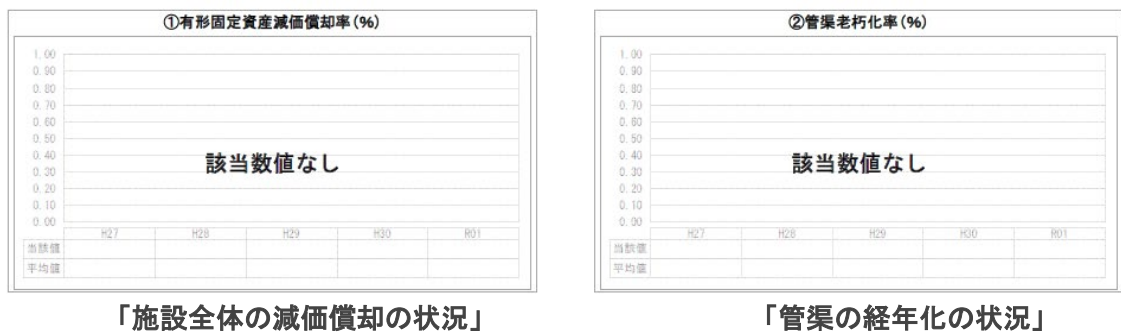 ①有形固定資産減価償却率(%)
1.00
0.90
0.80
0.70
0.60
0.50
0.40
0.30
0.20
0.10
0.00
該当数値なし
H27 H28 H29 H30 R01
当該値
平均値
「施設全体の減価償却の状況」
②管渠老朽化率(%)
1.00
0.90
0.80
0.70
0.60
0.50
0.40
0.30
0.20
0.10
0.00
該当数値なし
H27 H28 H29 H30 R01
当該値
平均値
「管渠の経年化の状況」